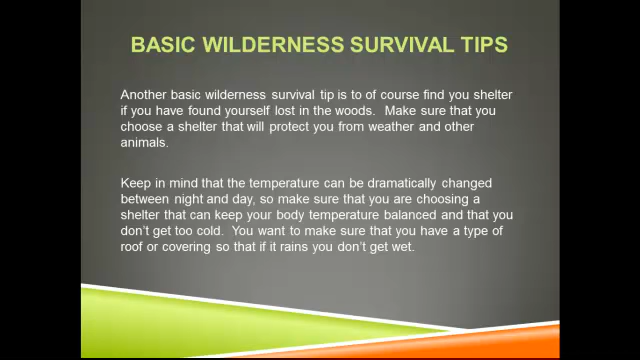 BASIC WILDERNESS SURVIVAL TIPS
Another basic wilderness survival tip is to of course find you shelter
if you have found yourself lost in the woods.  Make sure that you
choose a shelter that will protect you from weather and other
animals.
Keep in mind that the temperature can be dramatically changed
between night and day, so make sure that you are choosing a
shelter that can keep your body temperature balanced and that you
don't get too cold.  You want to make sure that you have a type of
roof or covering so that if it rains you don't get wet.